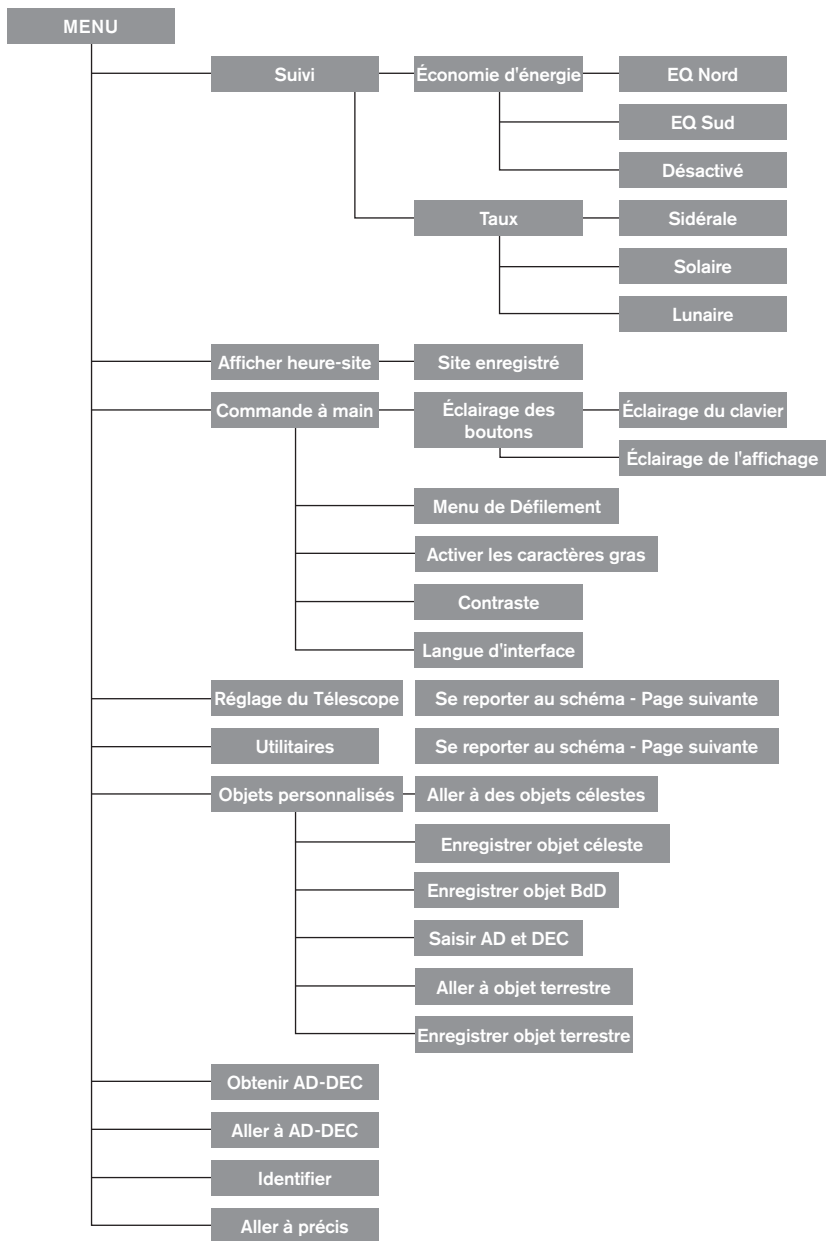 MENU
Suivi
Économie d'énergie
EQ Nord
EQ Sud
Désactivé
Taux
Sidérale
Solaire
Lunaire
Afficher heure-site
Site enregistré
Commande à main
Éclairage des
boutons
Éclairage du clavier
Éclairage de l'affichage
Menu de Défilement
Activer les caractères gras
Contraste
Langue d'interface
Réglage du Télescope
Se reporter au schéma - Page suivante
Utilitaires
Se reporter au schéma - Page suivante
Objets personnalisés
Aller à des objets célestes
Enregistrer objet céleste
Enregistrer objet BdD
Saisir AD et DEC
Aller à objet terrestre
Enregistrer objet terrestre
Obtenir AD-DEC
Aller à AD-DEC
Identifier
Aller à précis